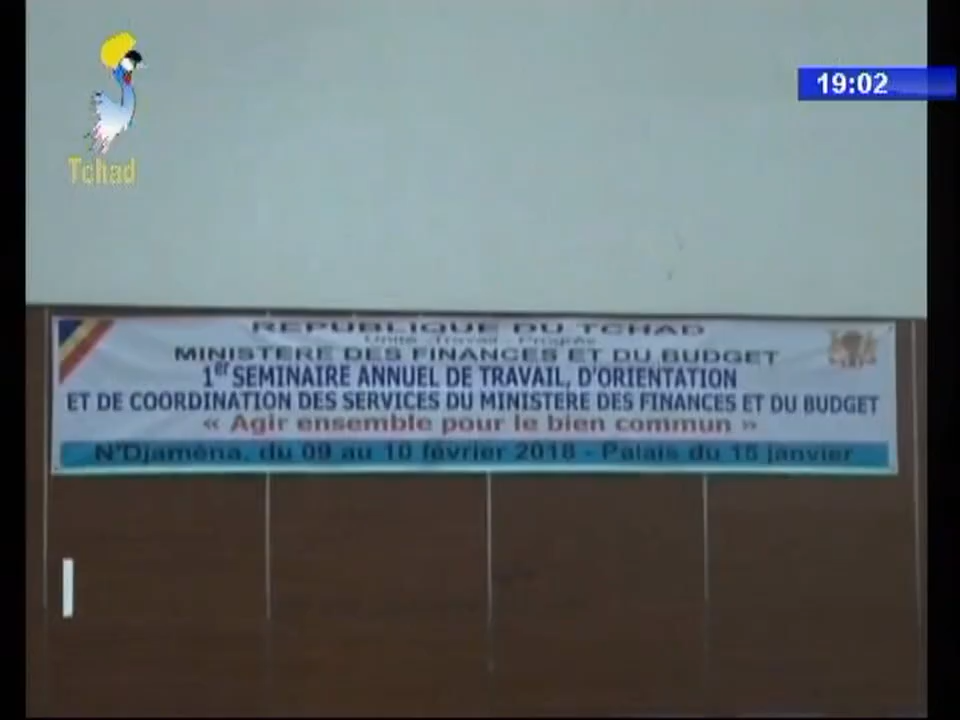 19:02
Tchad
REPUBLIQUE DU TCHAD
Unité - Travail - Progrès
MINISTERE DES FINANCES ET DU BUDGET
1er SEMINAIRE ANNUEL DE TRAVAIL, D'ORIENTATION
ET DE COORDINATION DES SERVICES DU MINISTERE DES FINANCES ET DU BUDGET
« Agir ensemble pour le bien commun »
N'Djaména, du 09 au 10 février 2018 - Palais du 15 janvier